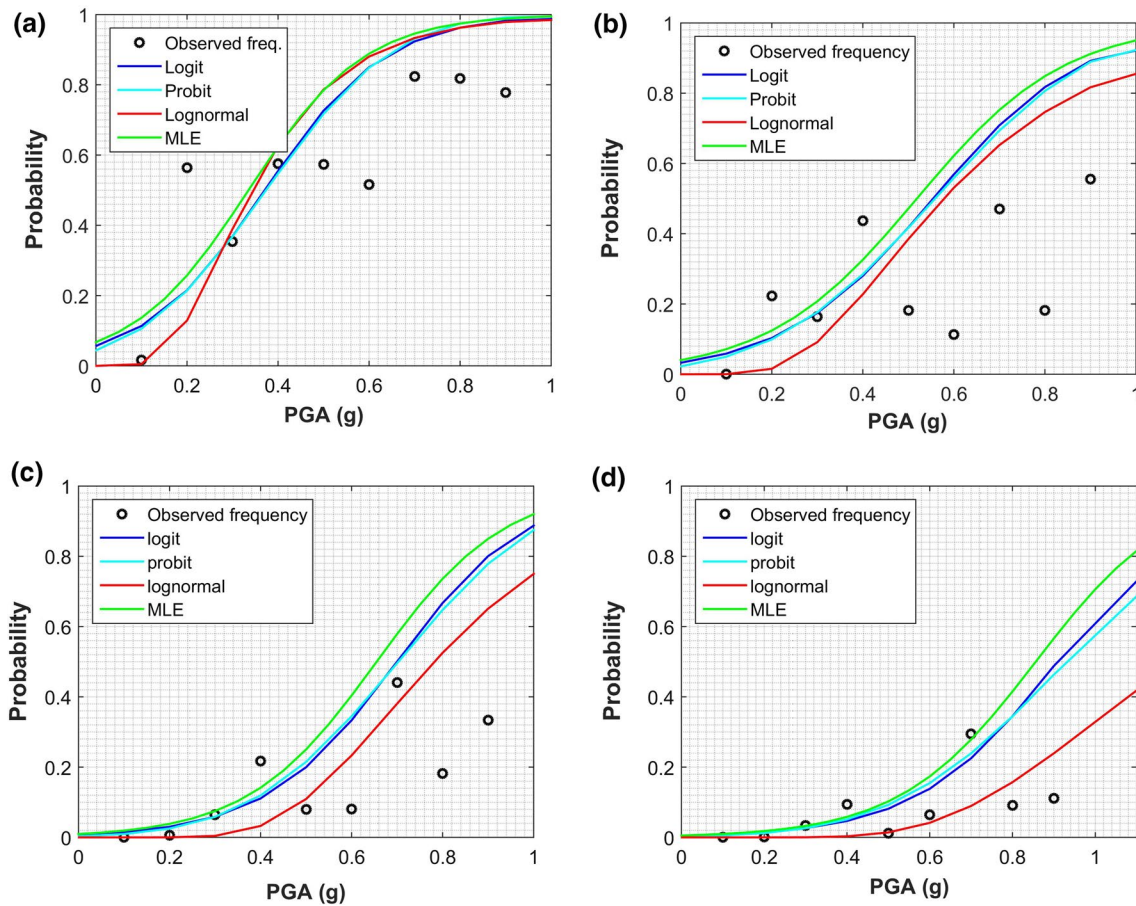 (a)
Probability
1
0.8
0.6
0.4
0.2
0
Observed freq.
Logit
Probit
Lognormal
MLE
0 0.2 0.4 0.6 0.8 1
PGA (g)
(b)
Probability
1
0.8
0.6
0.4
0.2
0
Observed frequency
Logit
Probit
Lognormal
MLE
0 0.2 0.4 0.6 0.8 1
PGA (g)
(c)
Probability
1
0.8
0.6
0.4
0.2
0
Observed frequency
logit
probit
lognormal
MLE
0 0.2 0.4 0.6 0.8 1
PGA (g)
(d)
Probability
1
0.8
0.6
0.4
0.2
0
Observed frequency
logit
probit
lognormal
MLE
0 0.2 0.4 0.6 0.8 1
PGA (g)